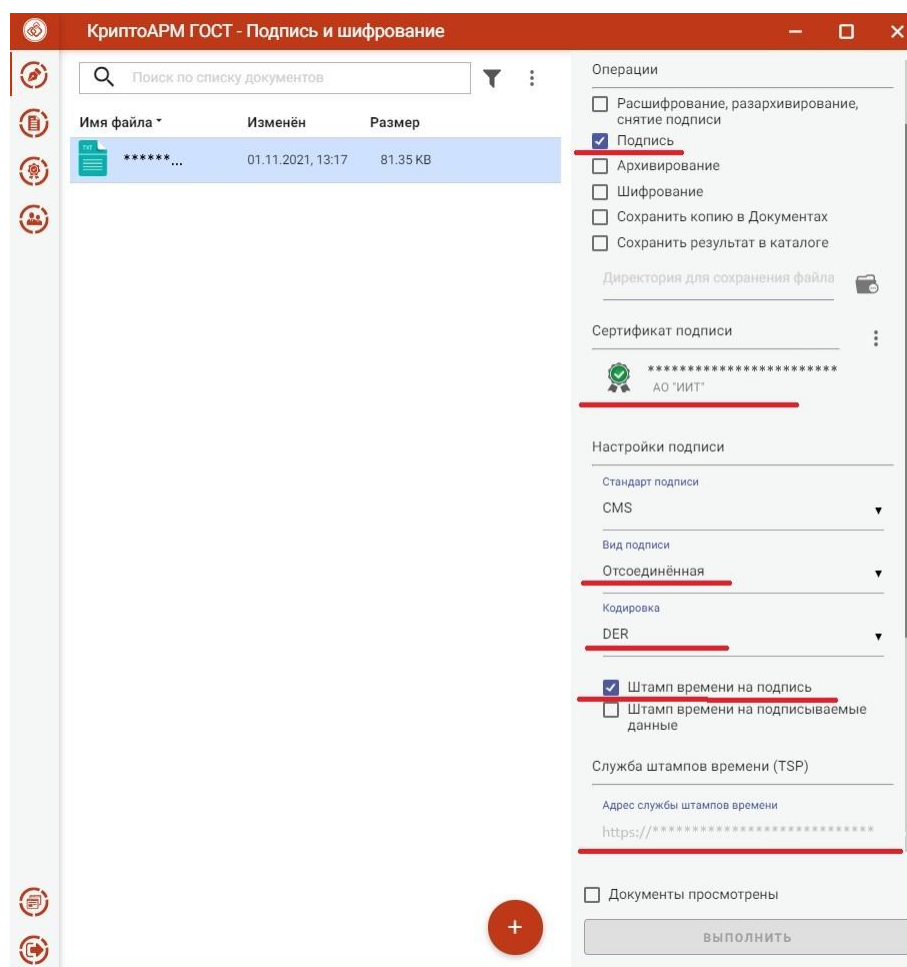 КриптоАРМ ГОСТ - Подпись и шифрование
Поиск по списку документов
Имя файла Изменён Размер
TXT
******... 01.11.2021, 13:17 81.35 KB
Операции
Расшифрование, разархивирование,
снятие подписи
Подпись
Архивирование
Шифрование
Сохранить копию в Документах
Сохранить результат в каталоге
Директория для сохранения файла
Сертификат подписи
************************
АО "ИИТ"
Настройки подписи
Стандарт подписи
CMS
Вид подписи
Отсоединённая
Кодировка
DER
Штамп времени на подпись
Штамп времени на подписываемые
данные
Служба штампов времени (TSP)
Адрес службы штампов времени
https://****************************
Документы просмотрены
ВЫПОЛНИТЬ